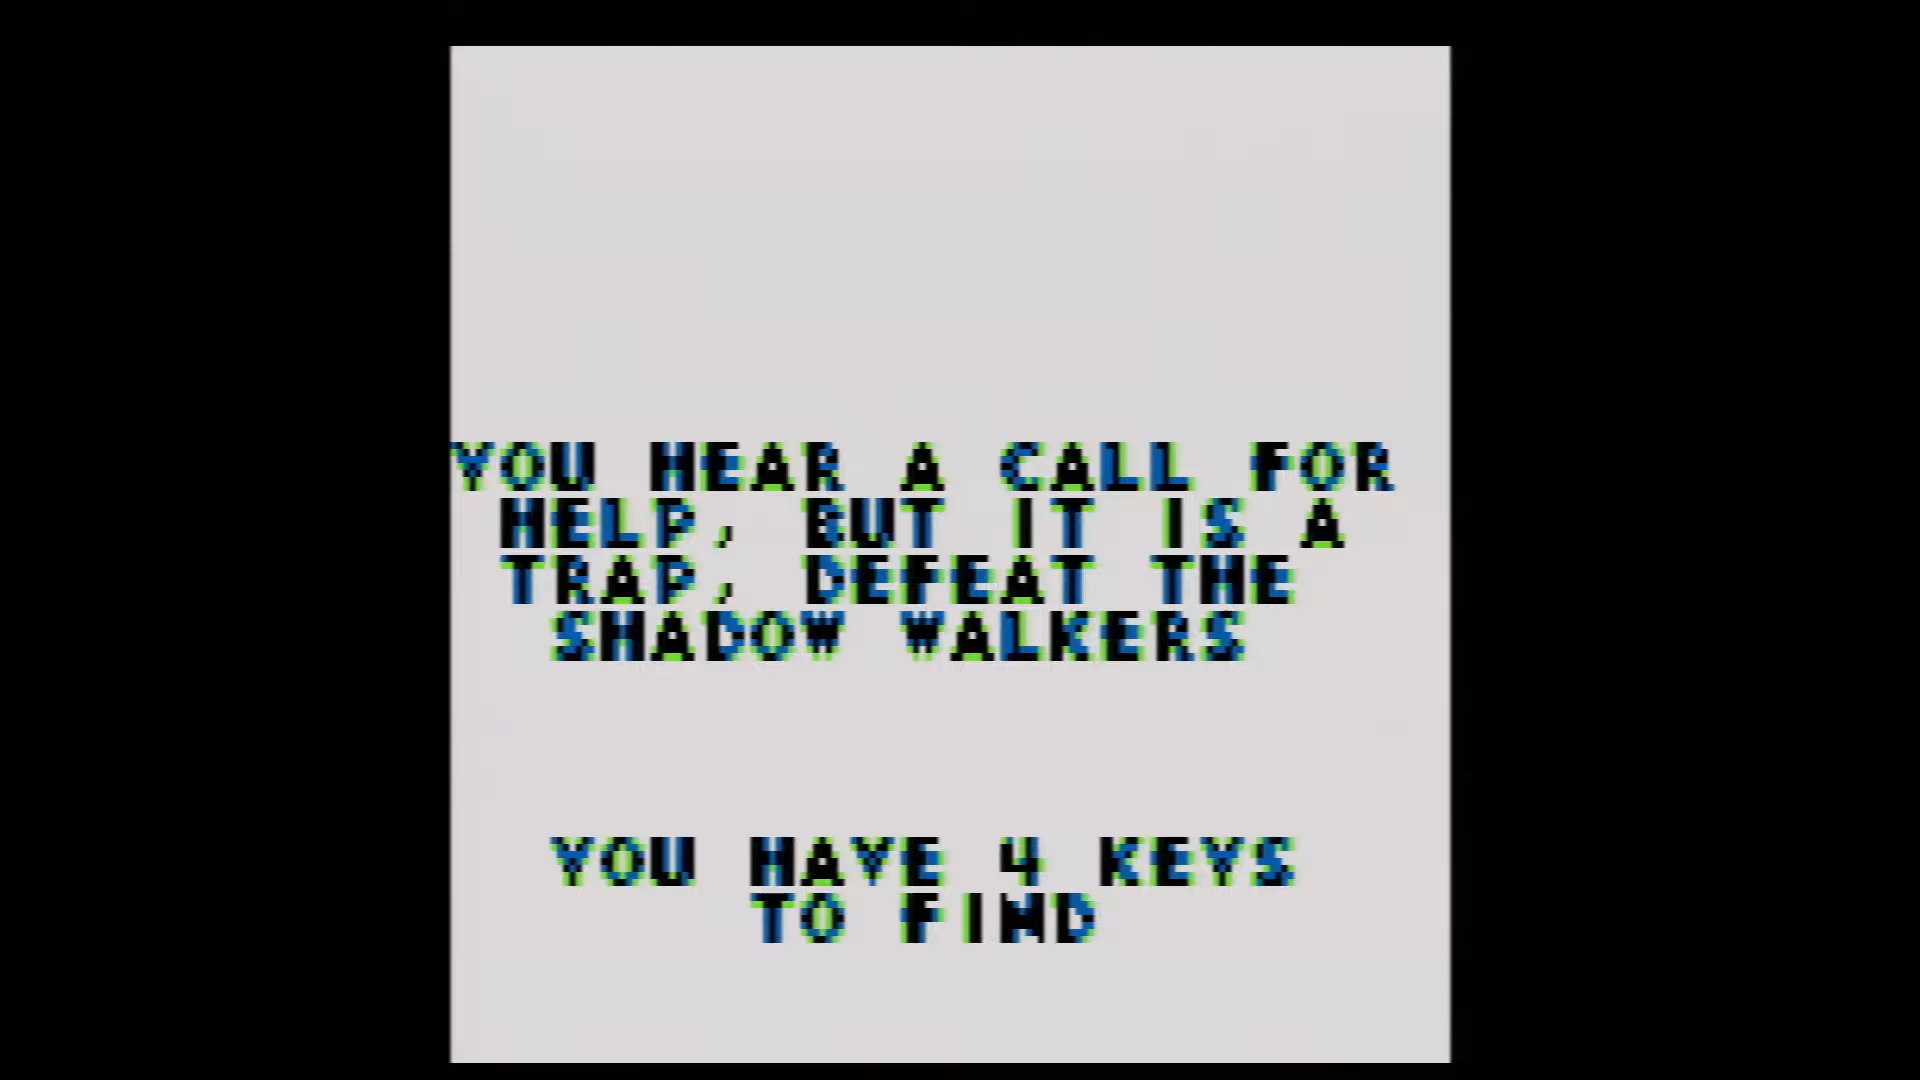 YOU HEAR A CALL FOR
HELP, BUT IT IS A
TRAP, DEFEAT THE
SHADOW WALKERS
YOU HAVE 4 KEYS
TO FIND